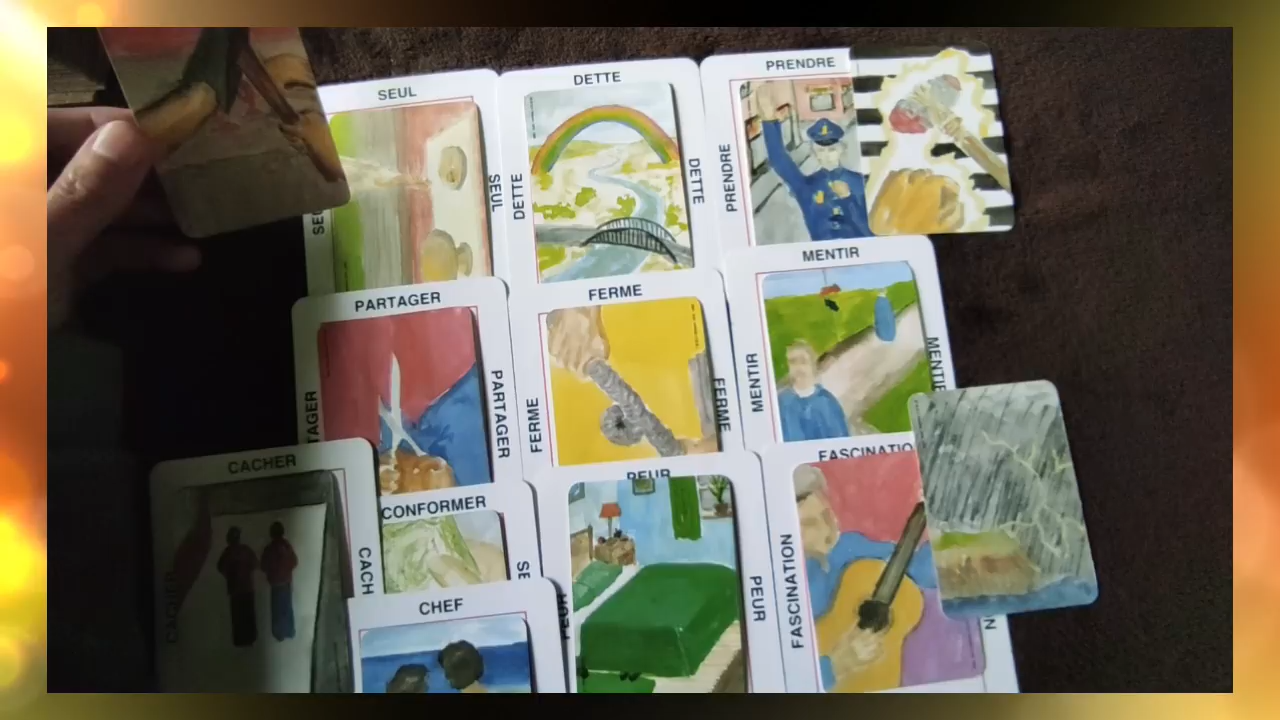 SEUL
SEUL
DETTE
DETTE
DETTE
PRENDRE
PRENDRE
PARTAGER
PARTAGER
FERME
FERME
FERME
MENTIR
MENTIR
CACHER
CONFORMER
CHEF
PEUR
PEUR
FASCINATIO
FASCINATION